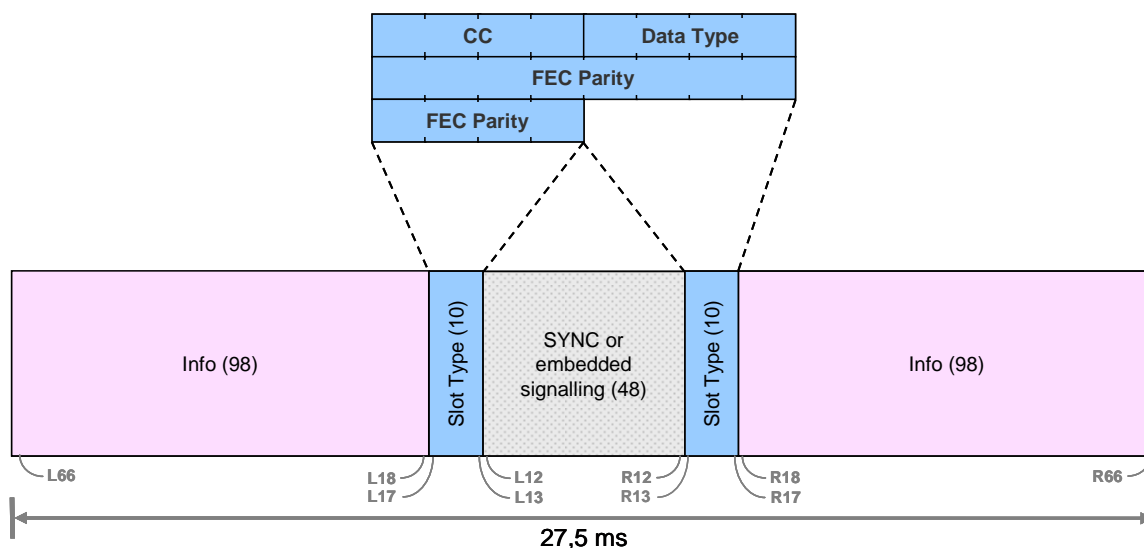 CC Data Type
FEC Parity
FEC Parity
Info (98)
Slot Type (10)
SYNC or
embedded
signalling (48)
Slot Type (10)
Info (98)
L66 L18 L12 R12 R18 R66
L17 L13 R13 R17
27,5 ms